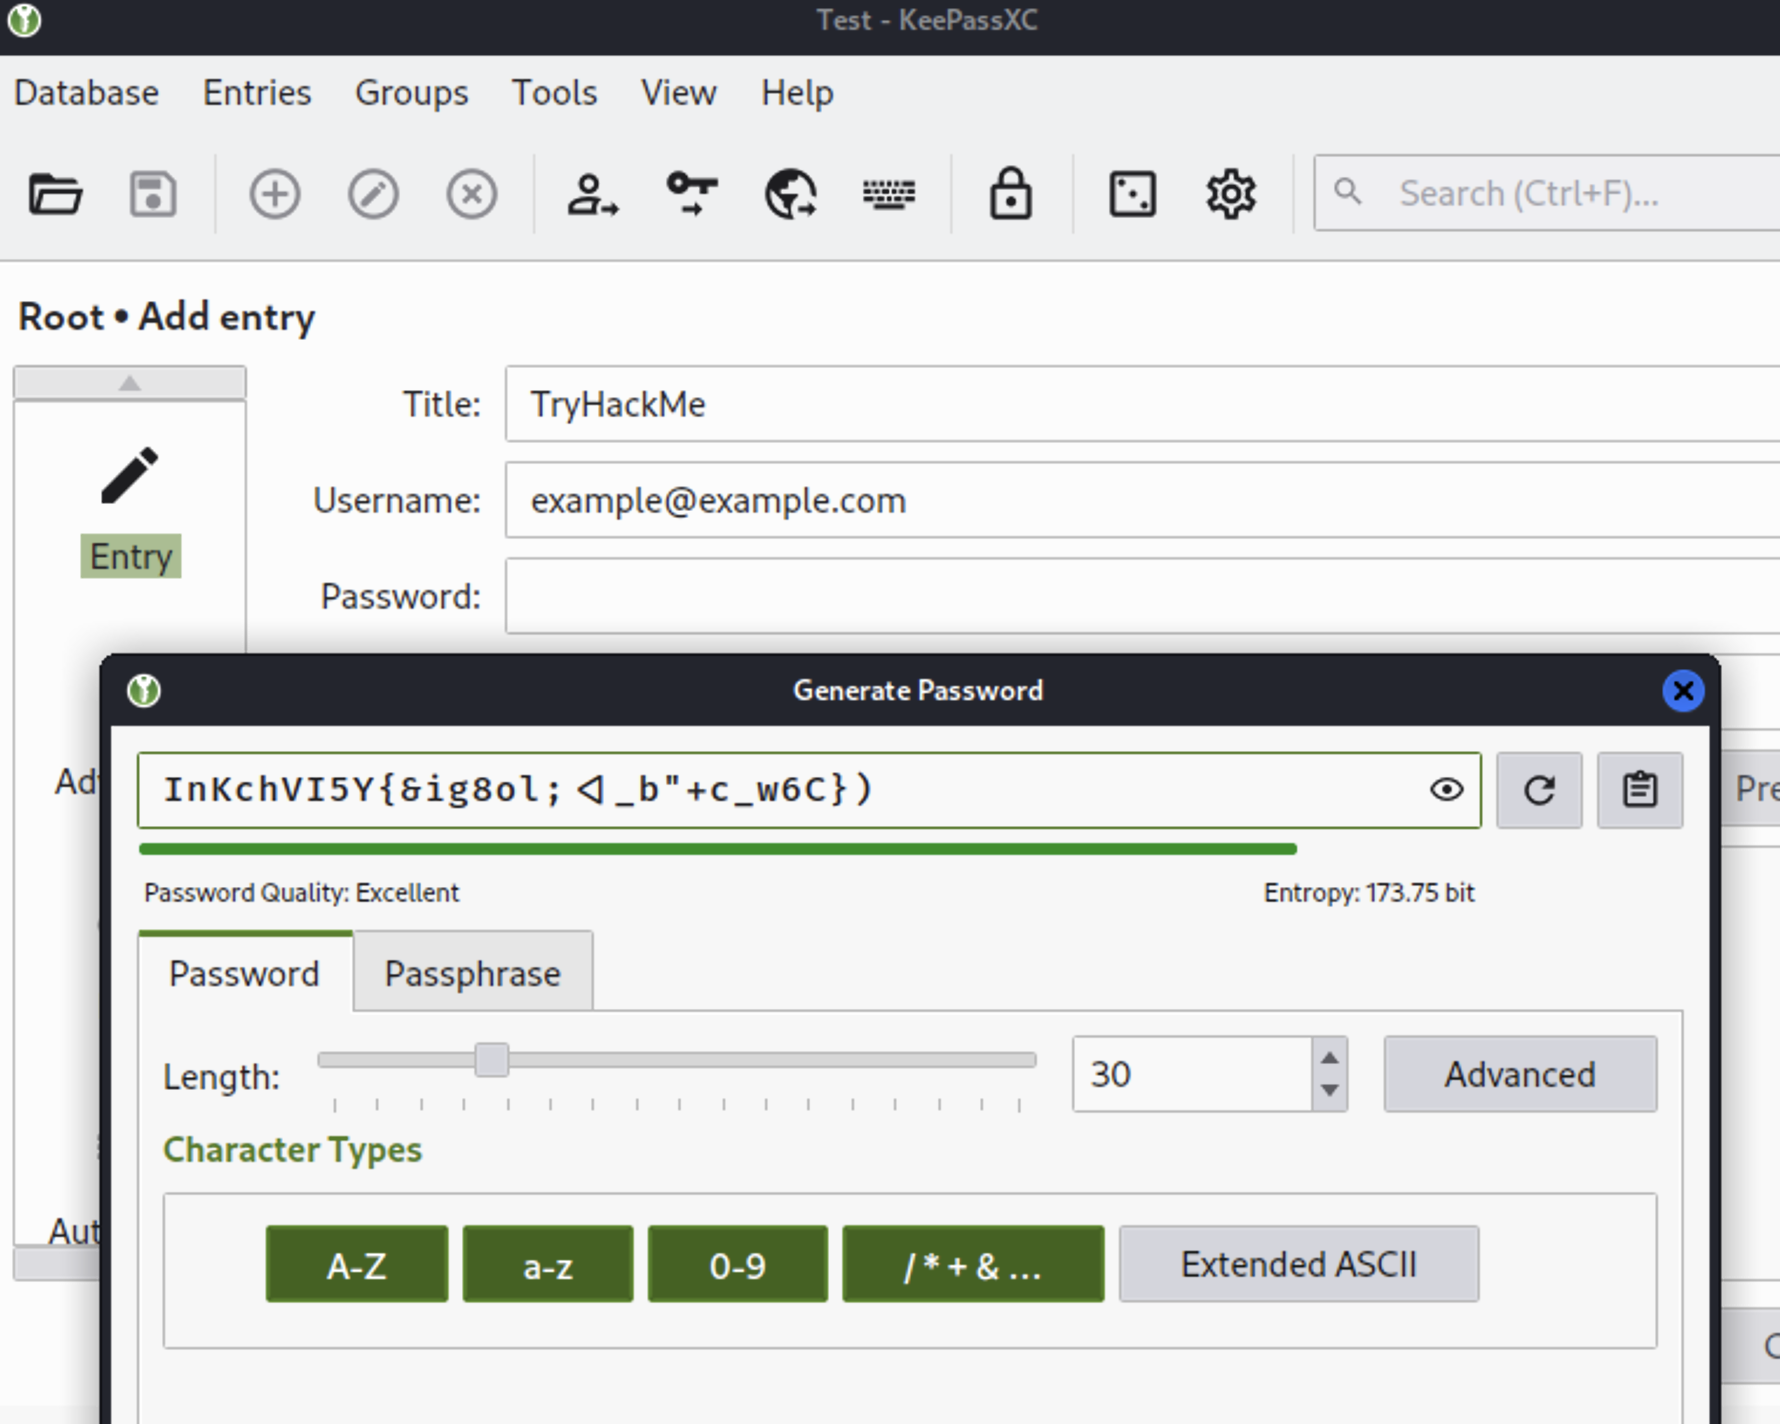 Test - KeePassXC
Database Entries Groups Tools View Help
Search (Ctrl+F)...
Root • Add entry
Title: TryHackMe
Username: example@example.com
Entry
Password:
Generate Password
Ad
InKchVI5Y{&ig8ol;<|_b"+c_w6C})
Pre
Password Quality: Excellent
Entropy: 173.75 bit
Password Passphrase
Length: 30 Advanced
Character Types
Aut
A-Z a-z 0-9 / * + & ... Extended ASCII